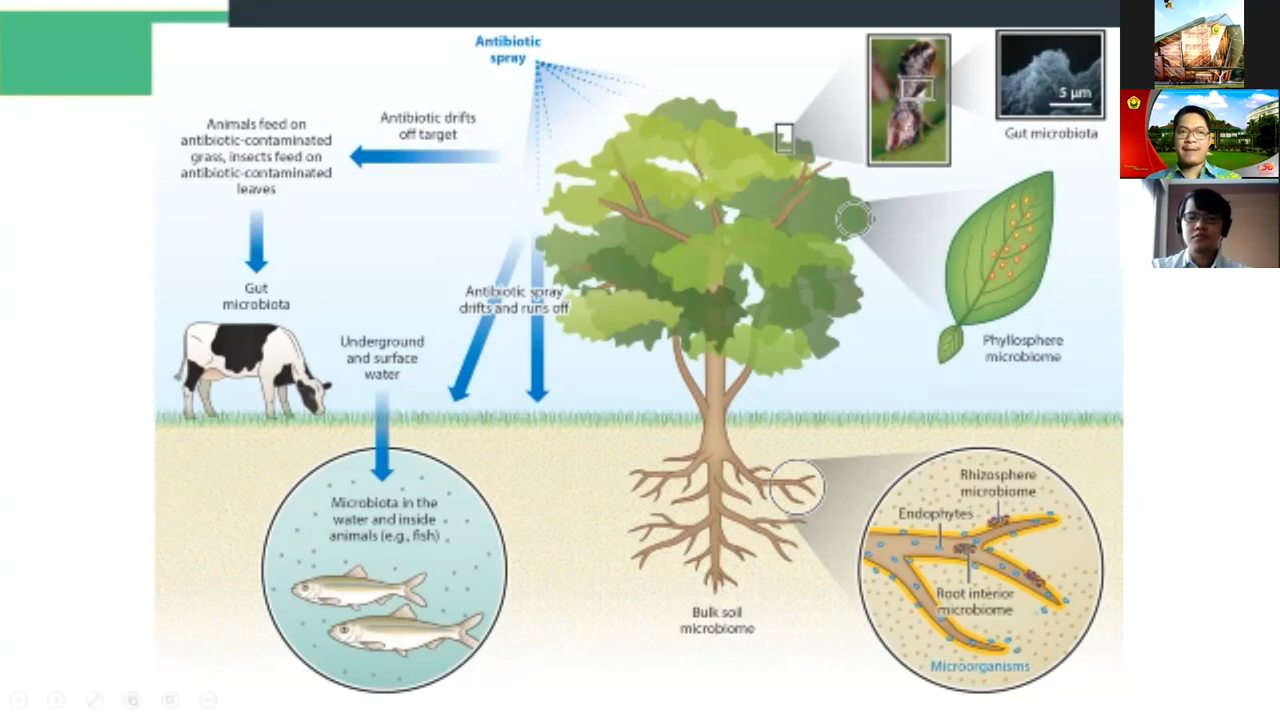 Antibiotic
spray
Antibiotic drifts
off target
Animals feed on
antibiotic-contaminated
grass, insects feed on
antibiotic-contaminated
leaves
Gut
microbiota
Antibiotic spray
drifts and runs off
Underground
and surface
water
Microbiota in the
water and inside
animals (e.g., fish)
5 µm
Gut microbiota
Phyllosphere
microbiome
Bulk soil
microbiome
Rhizosphere
microbiome
Endophytes
Root interior
microbiome
Microorganisms